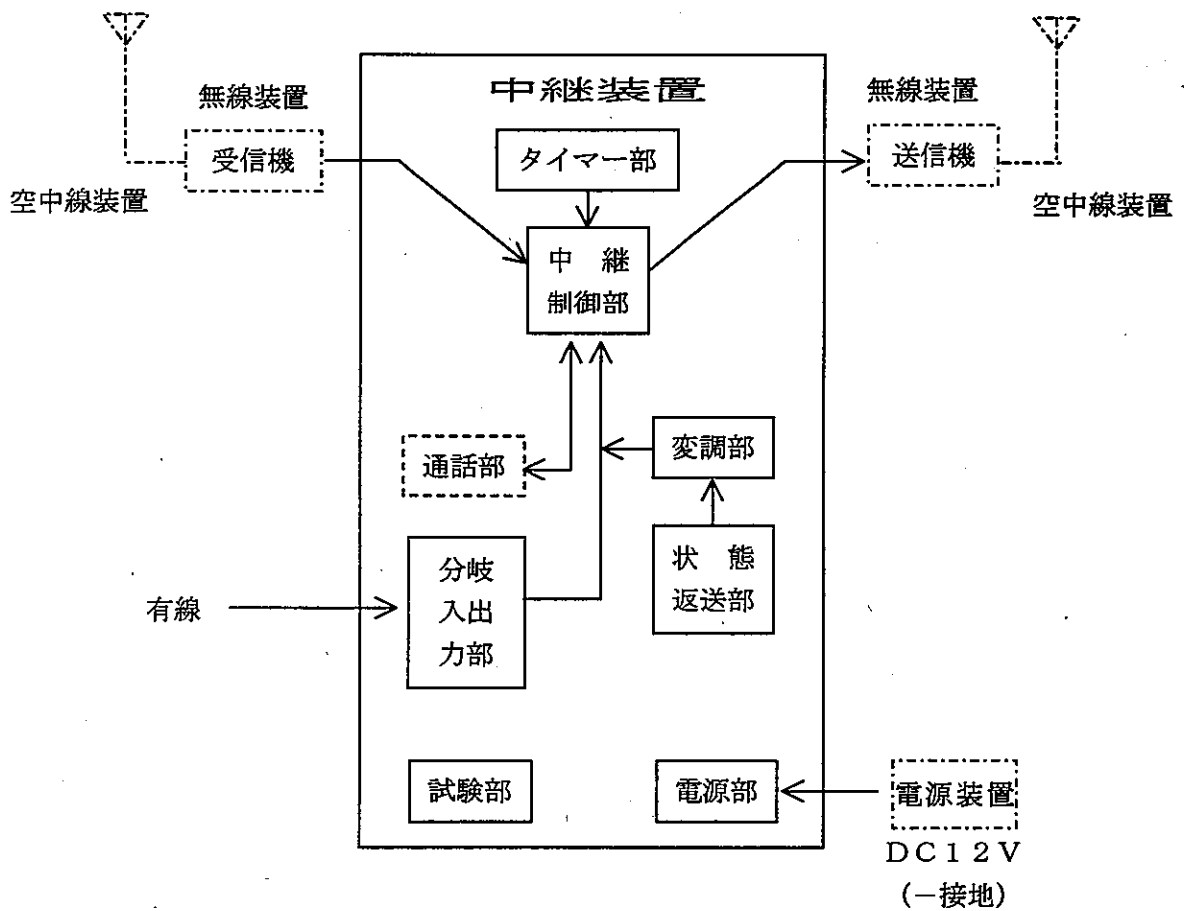 中継装置
無線装置
無線装置
受信機
タイマー部
送信機
空中線装置
空中線装置
中継
制御部
通話部
変調部
分岐
入出
力部
状態
返送部
有線
試験部
電源部
電源装置
DC12V
(－接地)